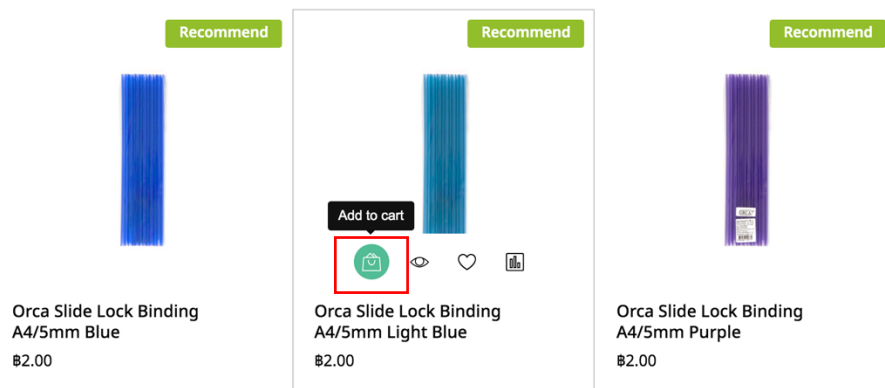 Recommend
Recommend
Recommend
ORCA
Add to cart
Orca Slide Lock Binding
A4/5mm Blue
฿2.00
Orca Slide Lock Binding
A4/5mm Light Blue
฿2.00
Orca Slide Lock Binding
A4/5mm Purple
฿2.00